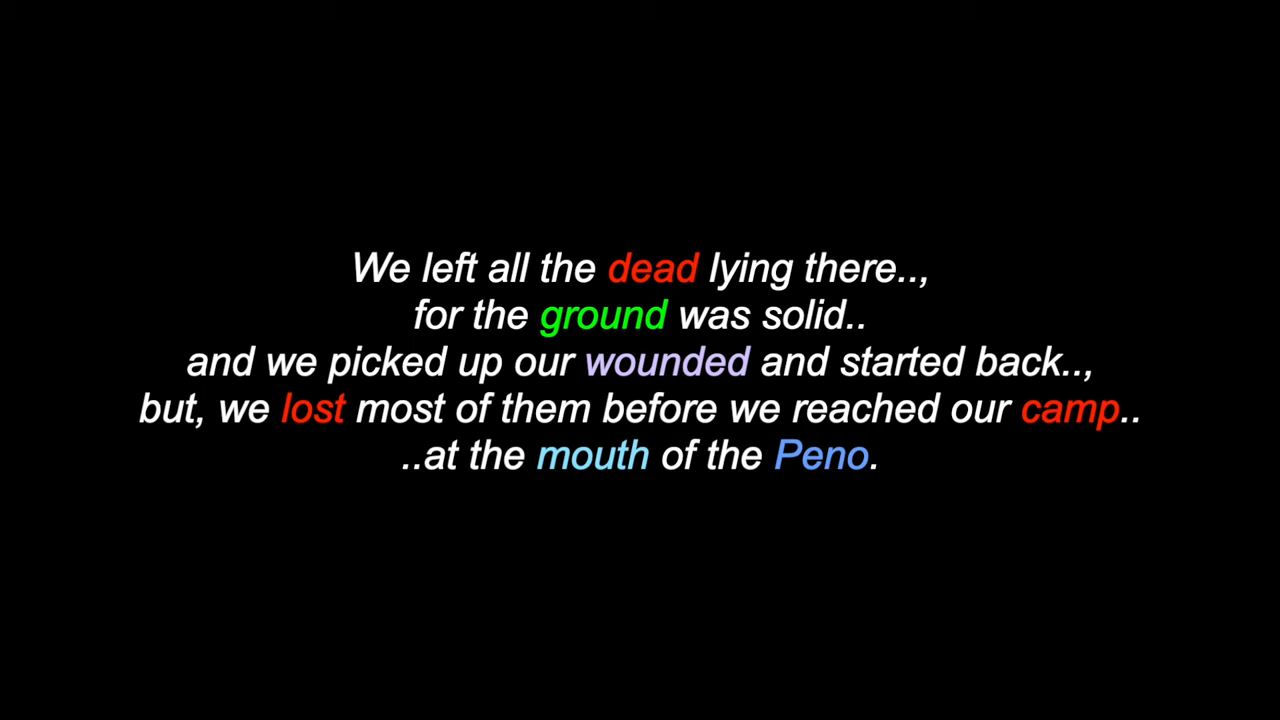 We left all the dead lying there..,
for the ground was solid..
and we picked up our wounded and started back..,
but, we lost most of them before we reached our camp..
..at the mouth of the Peno.